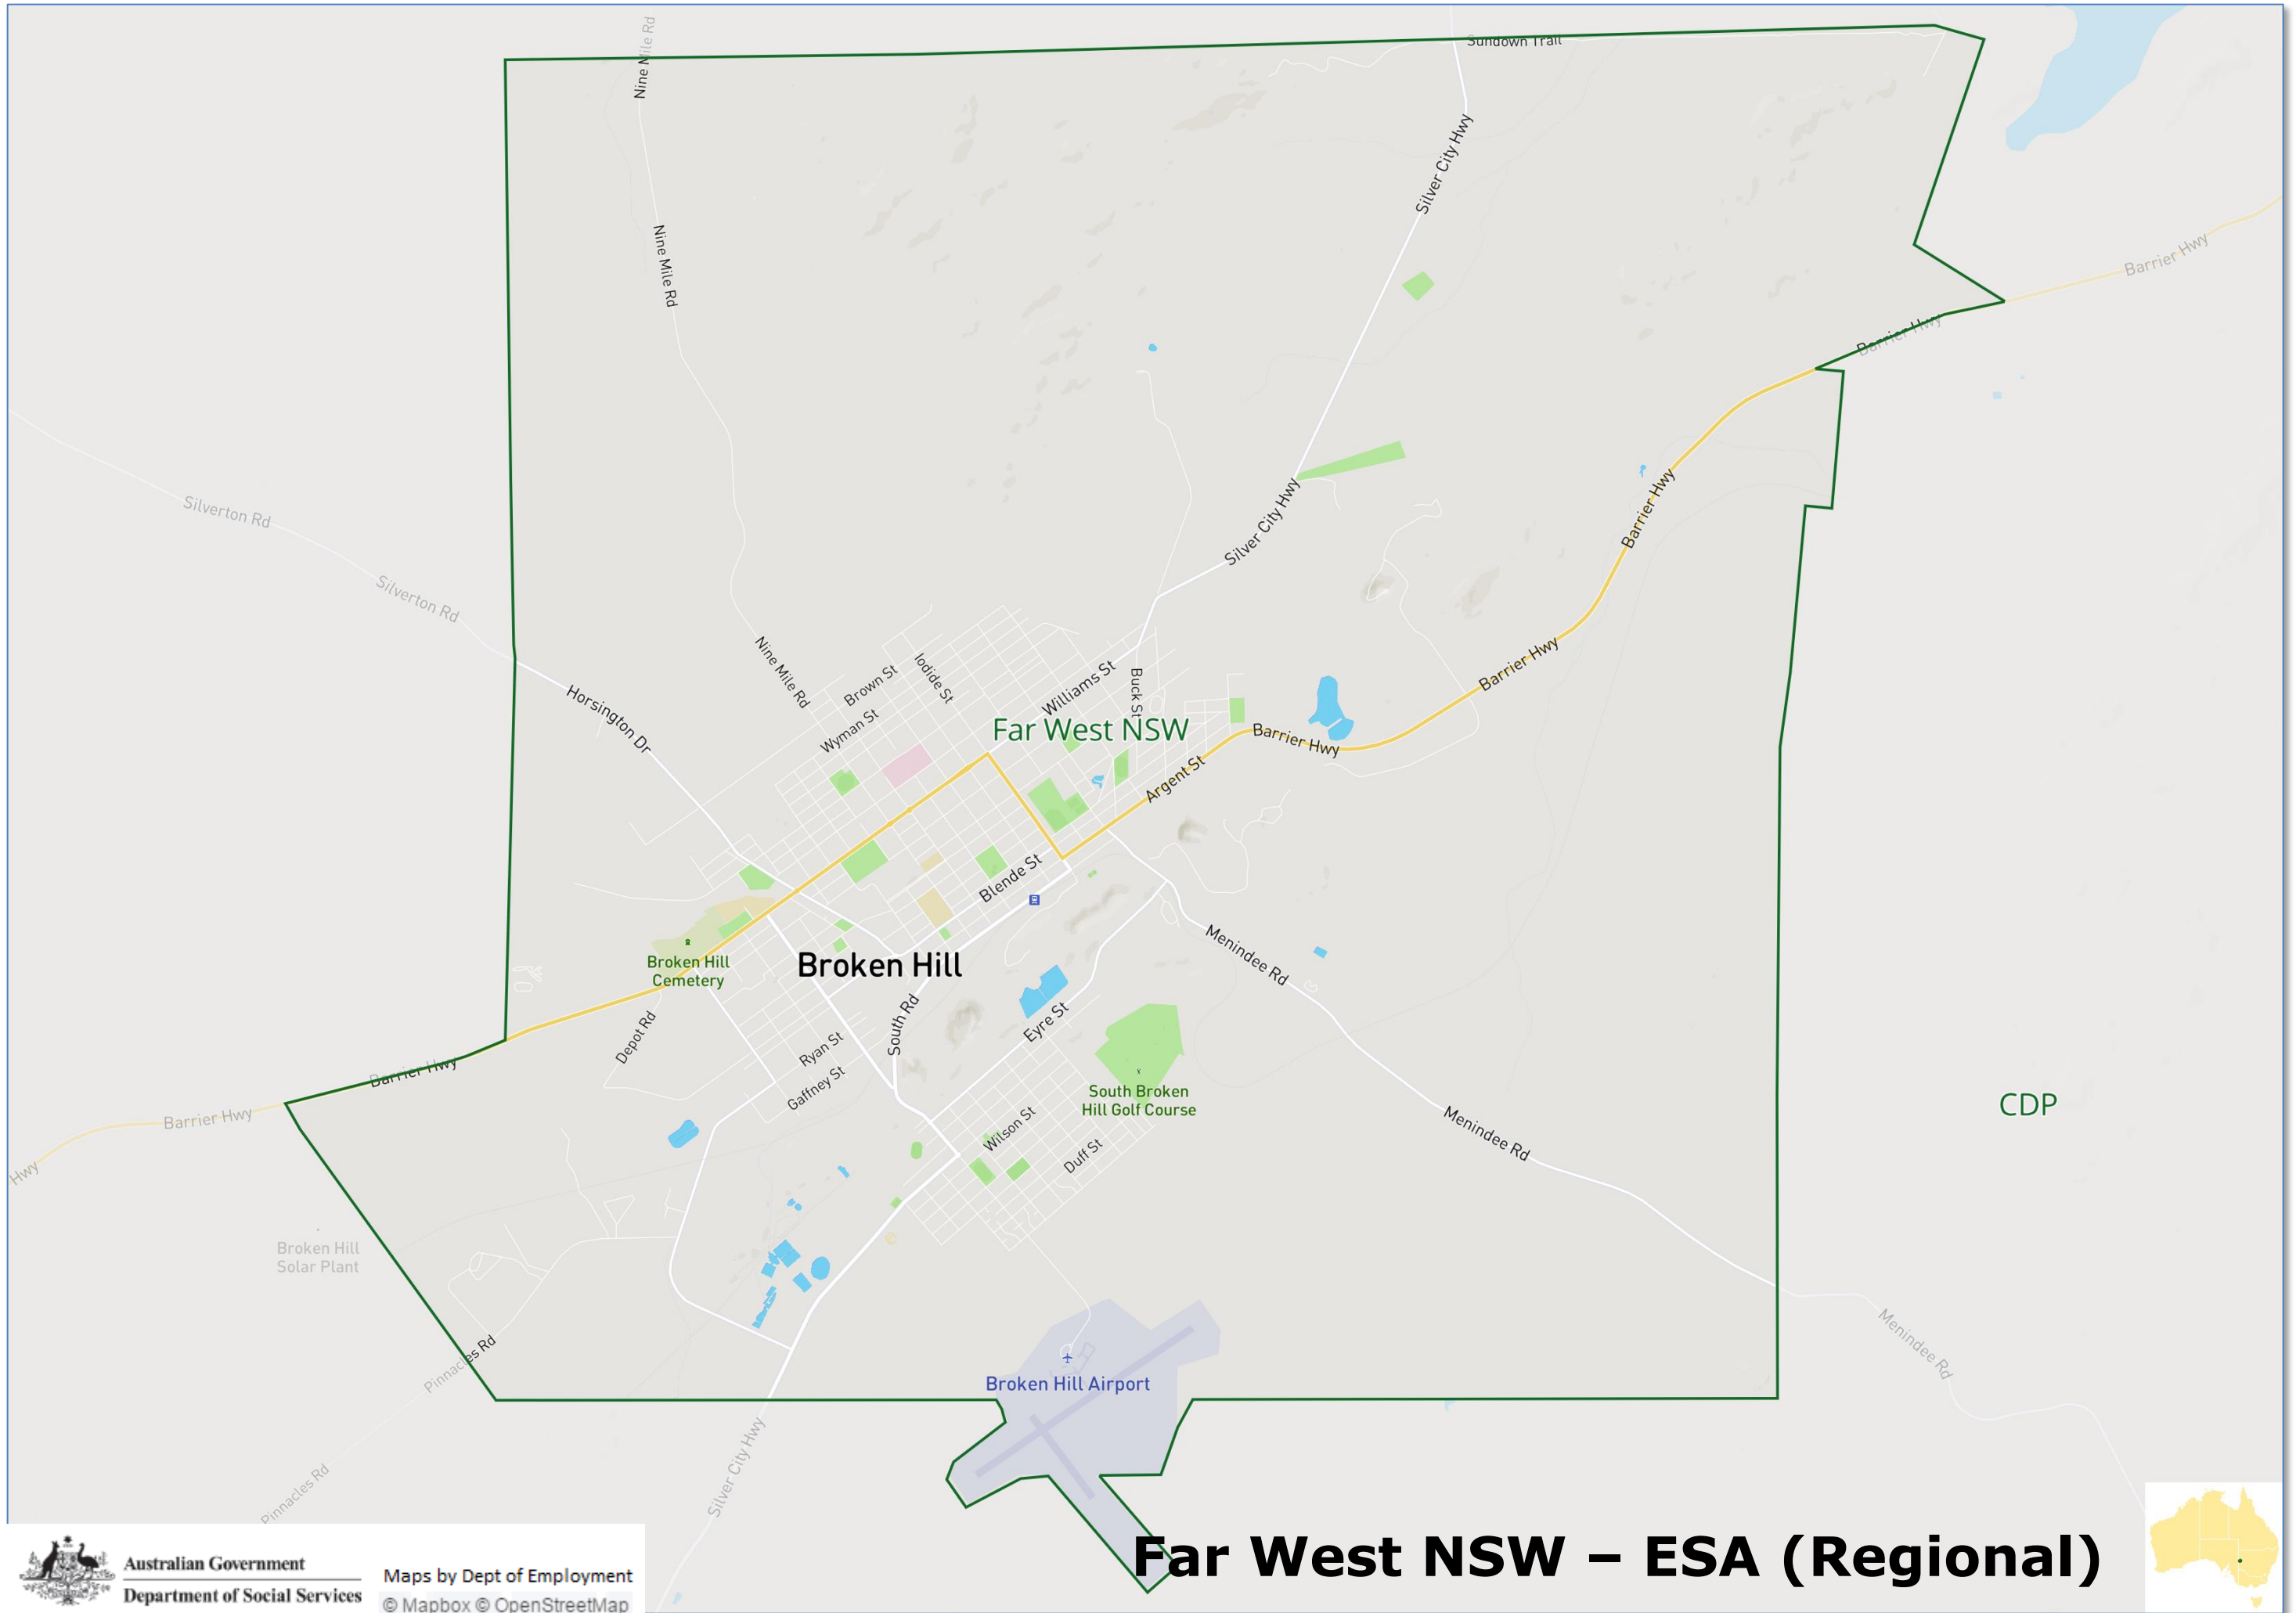 Nine Mile Rd
Sundown Trail
Silver City Hwy
Nine Mile Rd
Barrier Hwy
Barrier Hwy
Silverton Rd
Silver City Hwy
Barrier Hwy
Silverton Rd
Nine Mile Rd
Brown St
Iodide St
Williams St
Buck St
Barrier Hwy
Horsington Dr
Wyman St
Far West NSW
Barrier Hwy
Argent St
Blende St
Broken Hill
Cemetery
Broken Hill
Menindee Rd
South Rd
Eyre St
Depot Rd
Ryan St
Gaffney St
Barrier Hwy
Barrier Hwy
Hwy
South Broken
Hill Golf Course
CDP
Wilson St
Duff St
Menindee Rd
Broken Hill
Solar Plant
Pinnacles Rd
Menindee Rd
Broken Hill Airport
Silver City Hwy
Pinnacles Rd
Far West NSW – ESA (Regional)
Australian Government
Department of Social Services
Maps by Dept of Employment
© Mapbox © OpenStreetMap